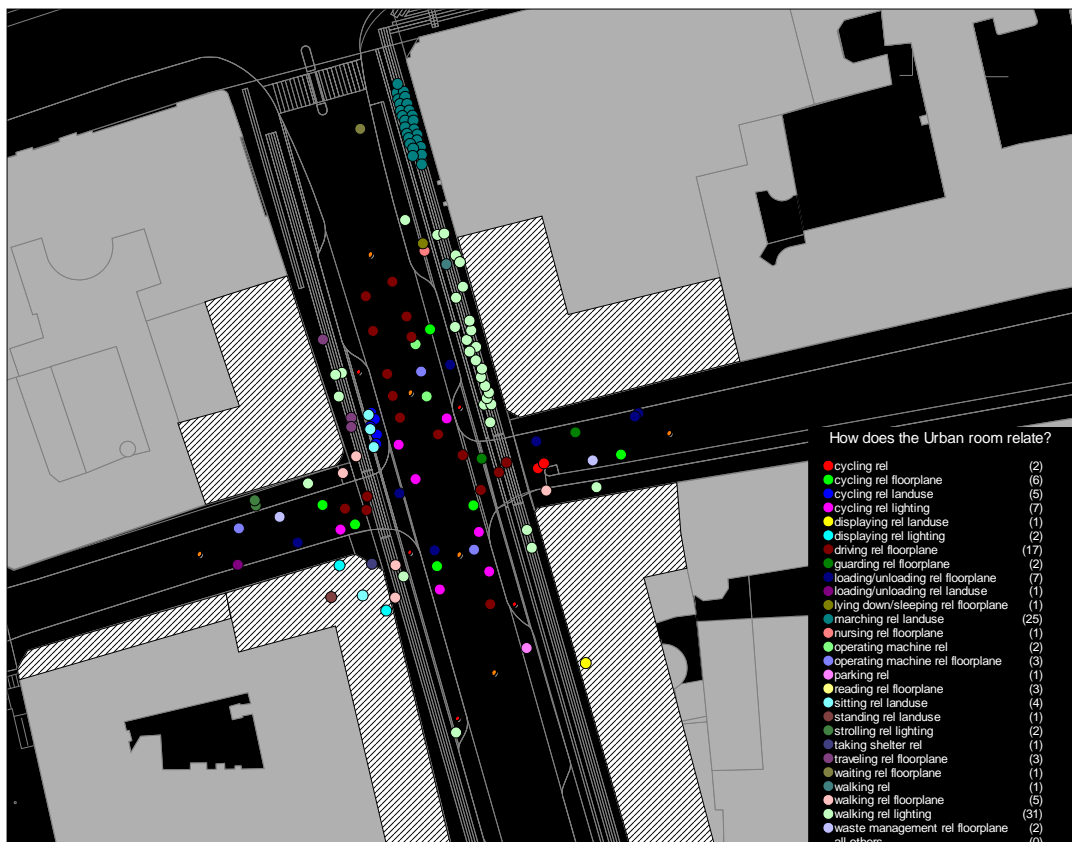 How does the Urban room relate?
cycling rel (2)
cycling rel floorplane (6)
cycling rel landuse (5)
cycling rel lighting (7)
displaying rel landuse (1)
displaying rel lighting (2)
driving rel floorplane (17)
guarding rel floorplane (2)
loading/unloading rel floorplane (7)
loading/unloading rel landuse (1)
lying down/sleeping rel floorplane (1)
marching rel landuse (25)
nursing rel floorplane (1)
operating machine rel (2)
operating machine rel floorplane (3)
parking rel (1)
reading rel floorplane (3)
sitting rel landuse (4)
standing rel landuse (1)
strolling rel lighting (2)
taking shelter rel (1)
traveling rel floorplane (3)
waiting rel floorplane (1)
walking rel (1)
walking rel floorplane (5)
walking rel lighting (31)
waste management rel floorplane (2)
all others (0)